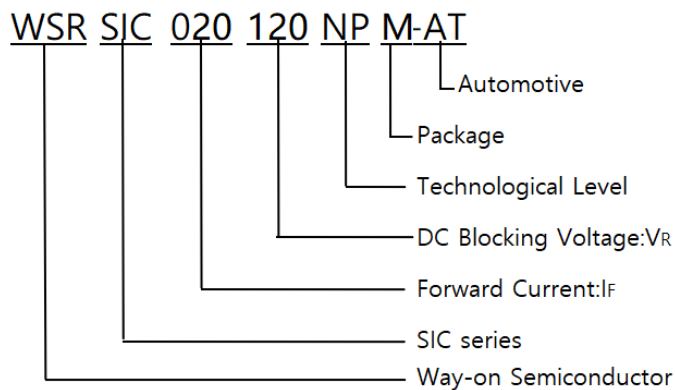 WSR SIC 020 120 NP M-AT
Automotive
Package
Technological Level
DC Blocking Voltage:VR
Forward Current:IF
SIC series
Way-on Semiconductor